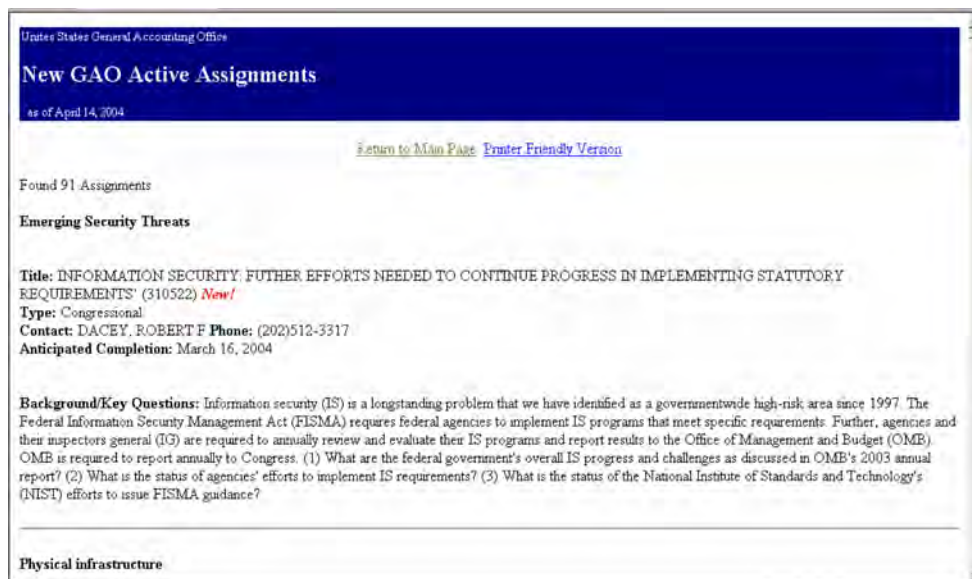 Unites States General Accounting Office
New GAO Active Assignments
as of April 14, 2004
Return to Main Page Printer Friendly Version
Found 91 Assignments
Emerging Security Threats
Title: INFORMATION SECURITY: FUTHER EFFORTS NEEDED TO CONTINUE PROGRESS IN IMPLEMENTING STATUTORY
REQUIREMENTS' (310522) New!
Type: Congressional
Contact: DACEY, ROBERT F Phone: (202)512-3317
Anticipated Completion: March 16, 2004
Background/Key Questions: Information security (IS) is a longstanding problem that we have identified as a governmentwide high-risk area since 1997. The
Federal Information Security Management Act (FISMA) requires federal agencies to implement IS programs that meet specific requirements. Further, agencies and
their inspectors general (IG) are required to annually review and evaluate their IS programs and report results to the Office of Management and Budget (OMB).
OMB is required to report annually to Congress. (1) What are the federal government's overall IS progress and challenges as discussed in OMB's 2003 annual
report? (2) What is the status of agencies' efforts to implement IS requirements? (3) What is the status of the National Institute of Standards and Technology's
(NIST) efforts to issue FISMA guidance?
Physical infrastructure